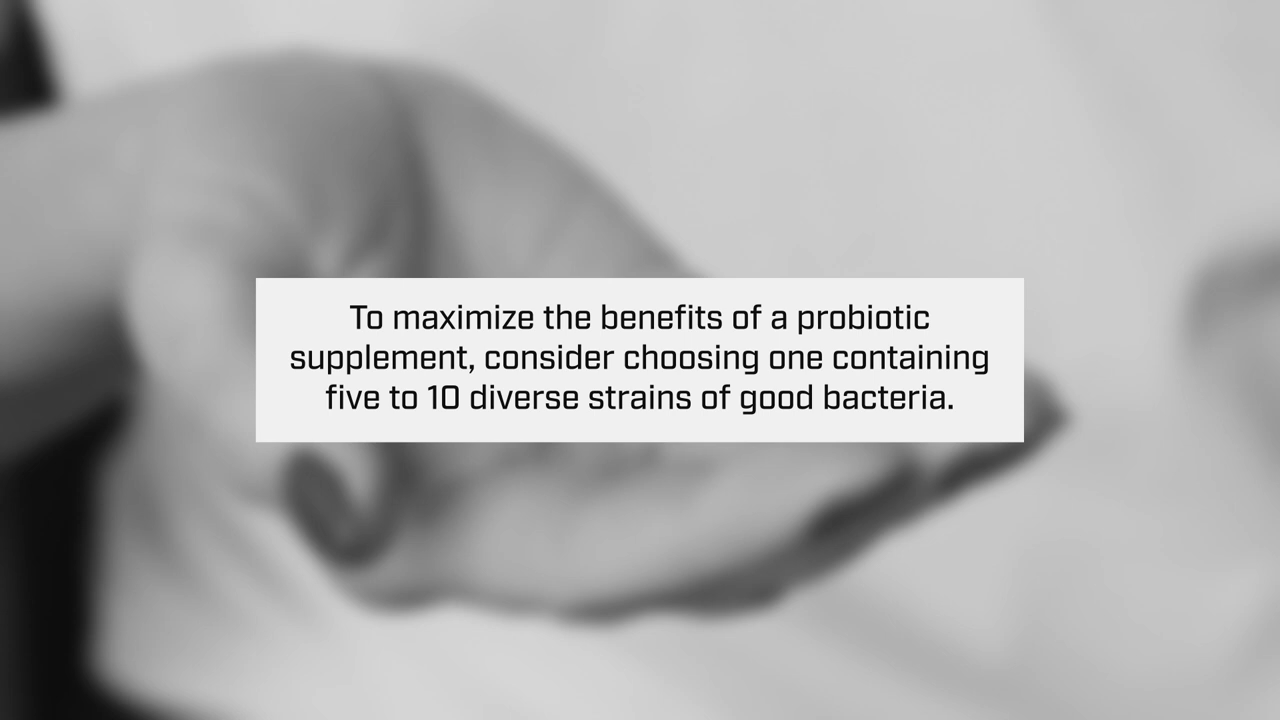 To maximize the benefits of a probiotic
supplement, consider choosing one containing
five to 10 diverse strains of good bacteria.